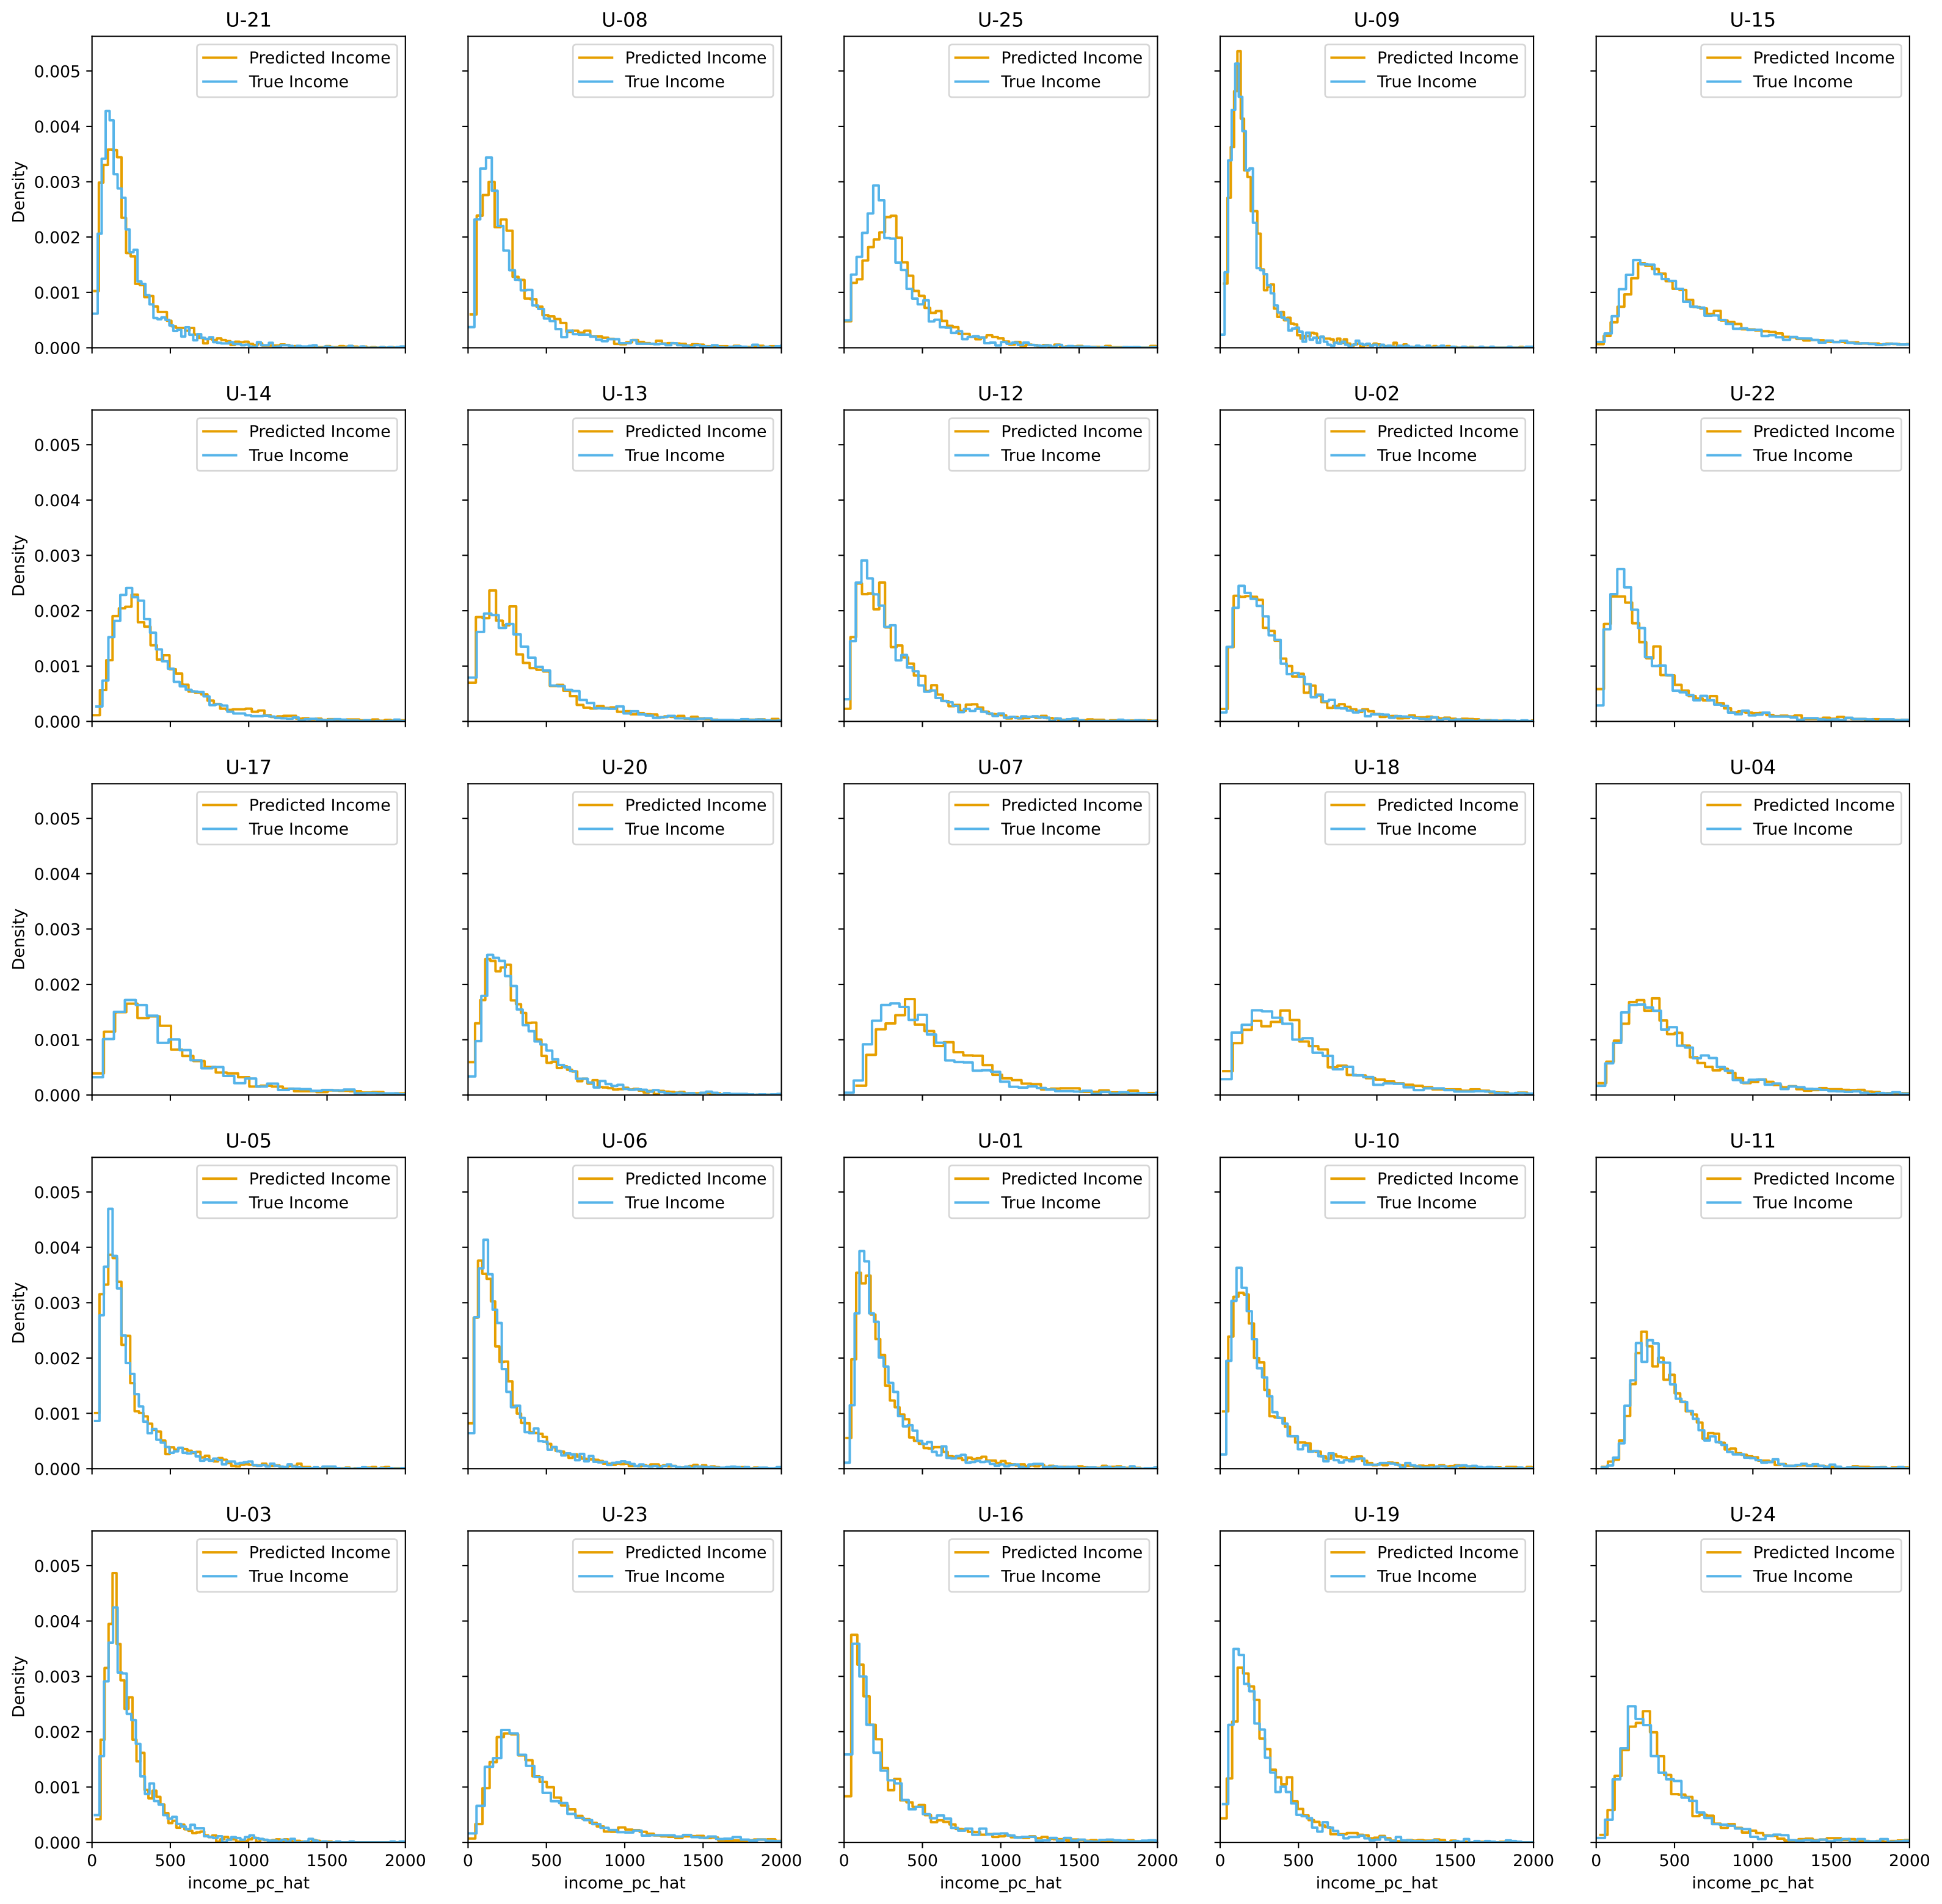 U-21 U-08 U-25 U-09 U-15
Predicted Income Predicted Income Predicted Income Predicted Income Predicted Income
True Income True Income True Income True Income True Income
0.005
0.004
0.003
0.002
0.001
0.000
Density
U-14 U-13 U-12 U-02 U-22
Predicted Income Predicted Income Predicted Income Predicted Income Predicted Income
True Income True Income True Income True Income True Income
0.005
0.004
0.003
0.002
0.001
0.000
Density
U-17 U-20 U-07 U-18 U-04
Predicted Income Predicted Income Predicted Income Predicted Income Predicted Income
True Income True Income True Income True Income True Income
0.005
0.004
0.003
0.002
0.001
0.000
Density
U-05 U-06 U-01 U-10 U-11
Predicted Income Predicted Income Predicted Income Predicted Income Predicted Income
True Income True Income True Income True Income True Income
0.005
0.004
0.003
0.002
0.001
0.000
Density
U-03 U-23 U-16 U-19 U-24
Predicted Income Predicted Income Predicted Income Predicted Income Predicted Income
True Income True Income True Income True Income True Income
0.005
0.004
0.003
0.002
0.001
0.000
Density
0 500 1000 1500 2000 0 500 1000 1500 2000 0 500 1000 1500 2000 0 500 1000 1500 2000 0 500 1000 1500 2000
income_pc_hat income_pc_hat income_pc_hat income_pc_hat income_pc_hat